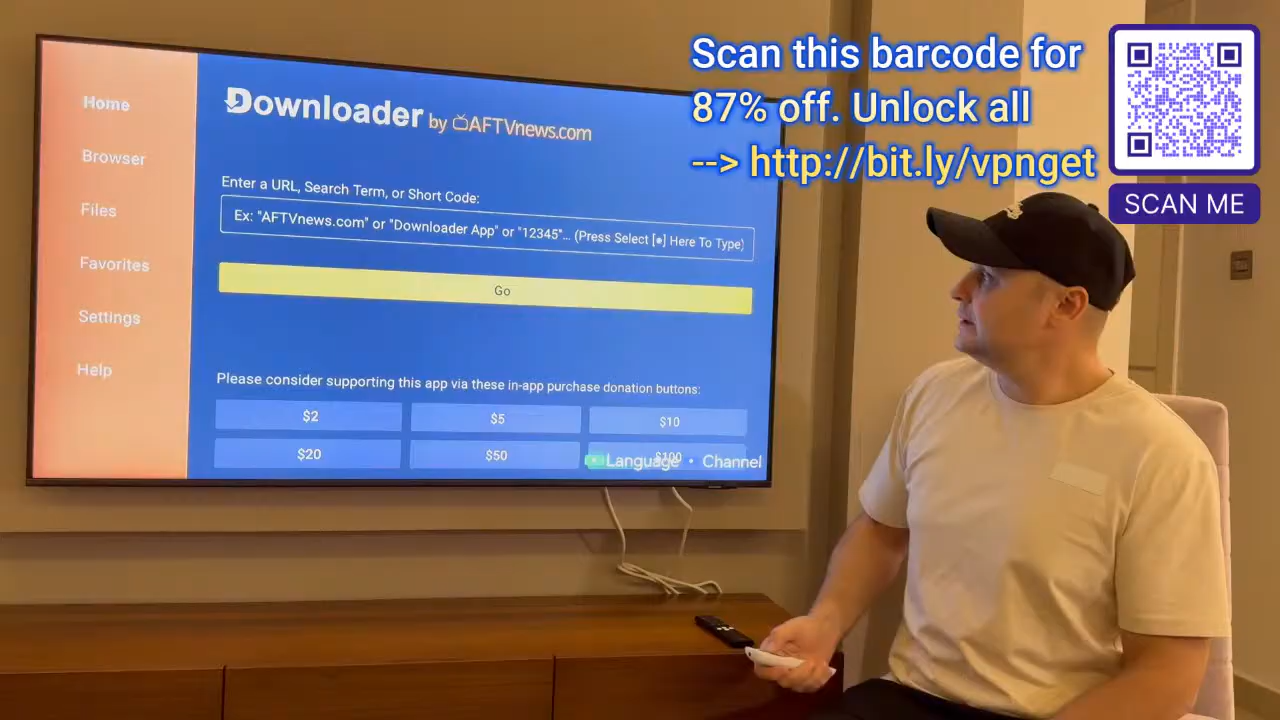 Scan this barcode for
87% off. Unlock all
--> http://bit.ly/vpnget
SCAN ME
Home
Browser
Files
Favorites
Settings
Help
Downloader by AFTVnews.com
Enter a URL, Search Term, or Short Code:
Ex: "AFTVnews.com" or "Downloader App" or "12345"... (Press Select [●] Here To Type)
Go
Please consider supporting this app via these in-app purchase donation buttons:
$2 $5 $10
$20 $50 $100
Language • Channel